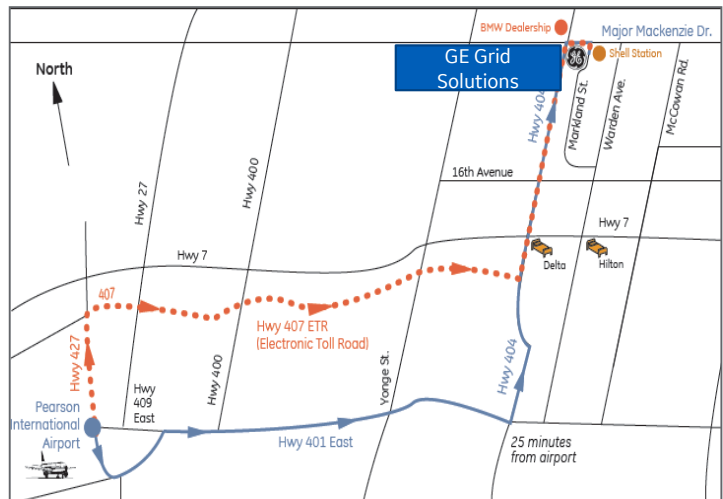 BMW Dealership
Major Mackenzie Dr.
GE Grid
Solutions
Shell Station
North
Hwy 404
Markland St.
Warden Ave.
McCowan Rd.
16th Avenue
Hwy 27
Hwy 400
Hwy 7
Hwy 7
Delta
Hilton
407
Hwy 407 ETR
(Electronic Toll Road)
Hwy 427
Hwy 400
Yonge St.
Hwy 404
Hwy
409
East
Pearson
International
Airport
Hwy 401 East
25 minutes
from airport